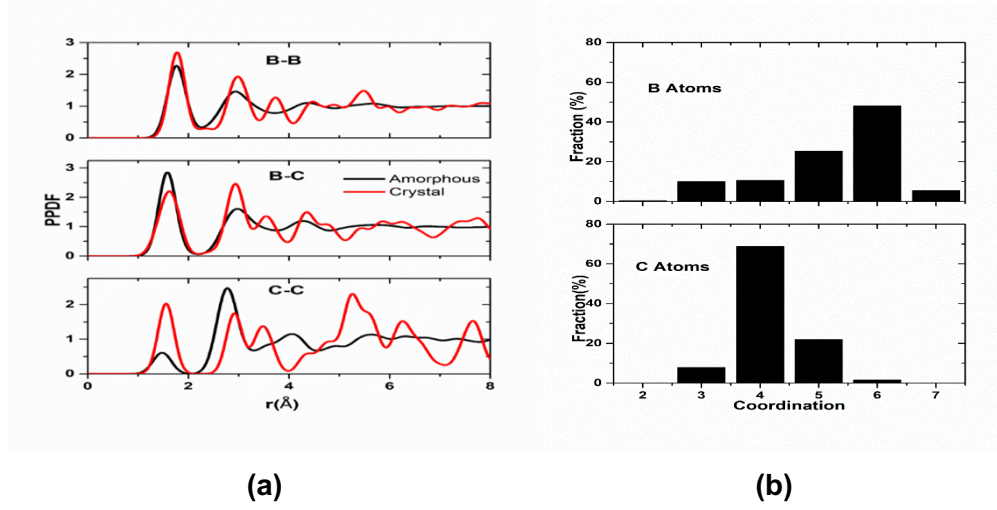 3
B-B
2
1
0
3
B-C
Amorphous
Crystal
2
1
0
C-C
2
1
0
0 2 4 6 8
PPDF
r(Å)
80
B Atoms
60
40
20
0
Fraction (%)
80
C Atoms
60
40
20
0
Fraction(%)
2 3 4 5 6 7
Coordination
(a) (b)